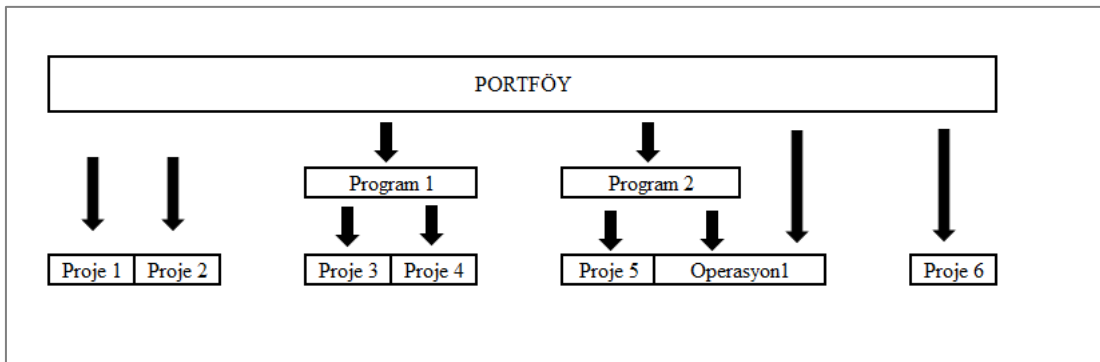 PORTFÖY
Program 1
Program 2
Proje 1
Proje 2
Proje 3
Proje 4
Proje 5
Operasyon1
Proje 6